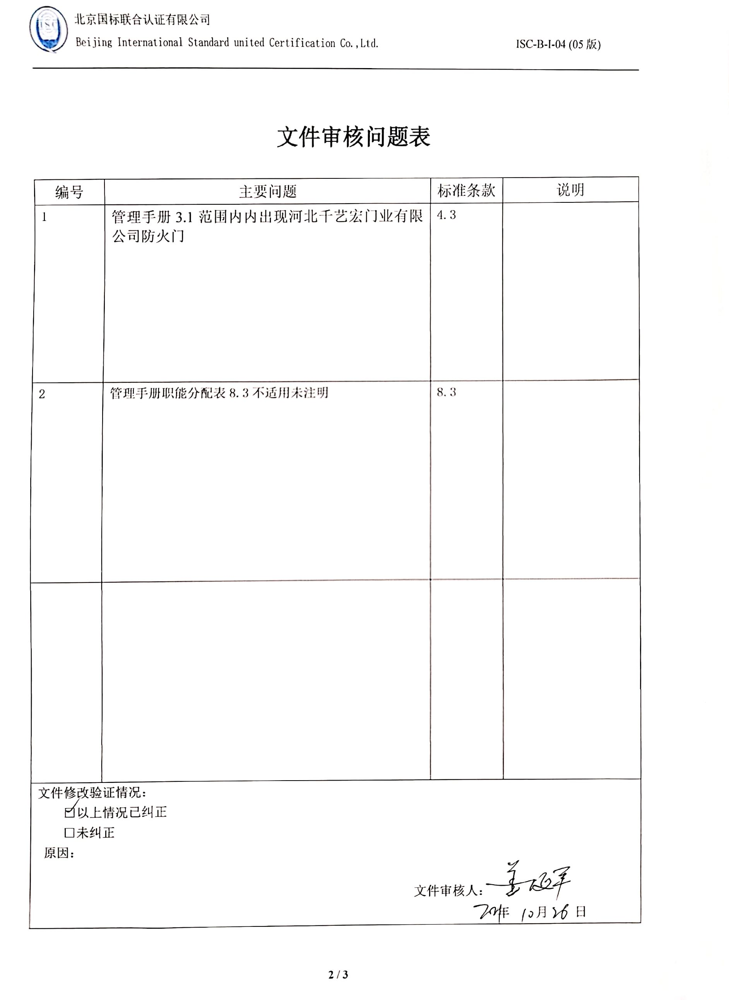 北京国标联合认证有限公司
Beijing International Standard united Certification Co.,Ltd.
ISC-B-I-04 (05 版)
文件审核问题表
编号 主要问题 标准条款 说明
1 管理手册 3.1 范围内内出现河北千艺宏门业有限 4.3
公司防火门
2 管理手册职能分配表 8.3 不适用未注明 8.3
文件修改验证情况：
☑以上情况已纠正
□未纠正
原因：
文件审核人：
年 10月26日
2 / 3